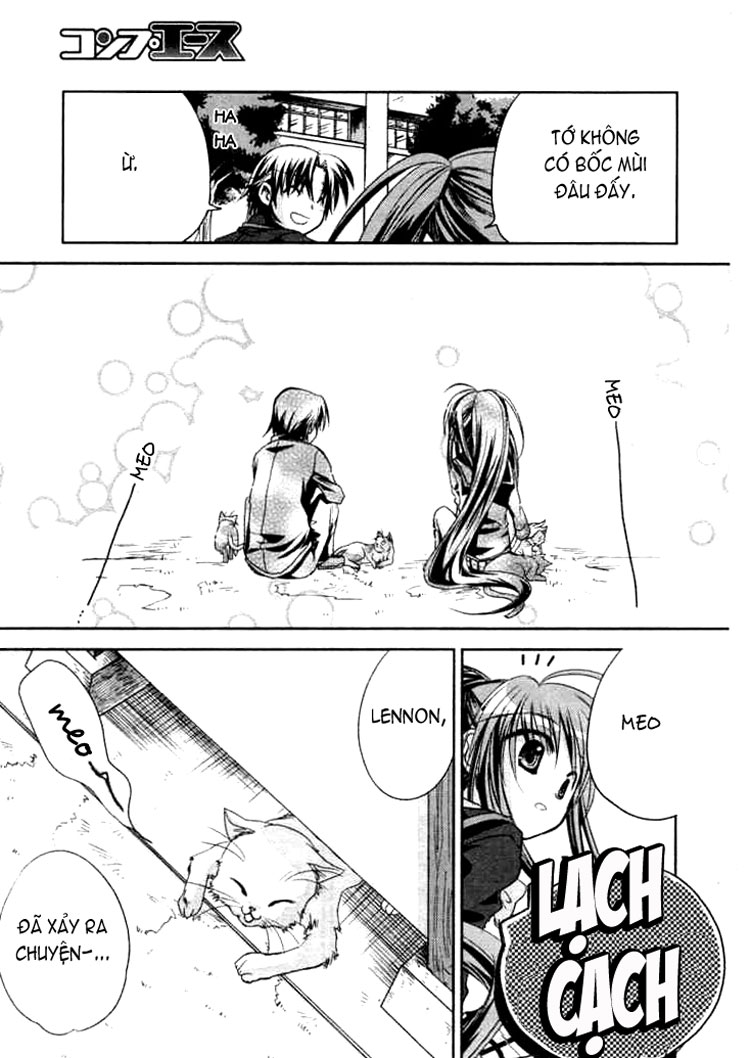 コンプエース
TỚ KHÔNG
CÓ BỐC MÙI
ĐÂU ĐẤY.
HA
HA
Ừ.
MEO
MEO
MEO
LẠCH
CẠCH
LENNON,
meo
ĐÃ XẢY RA
CHUYỆN-...